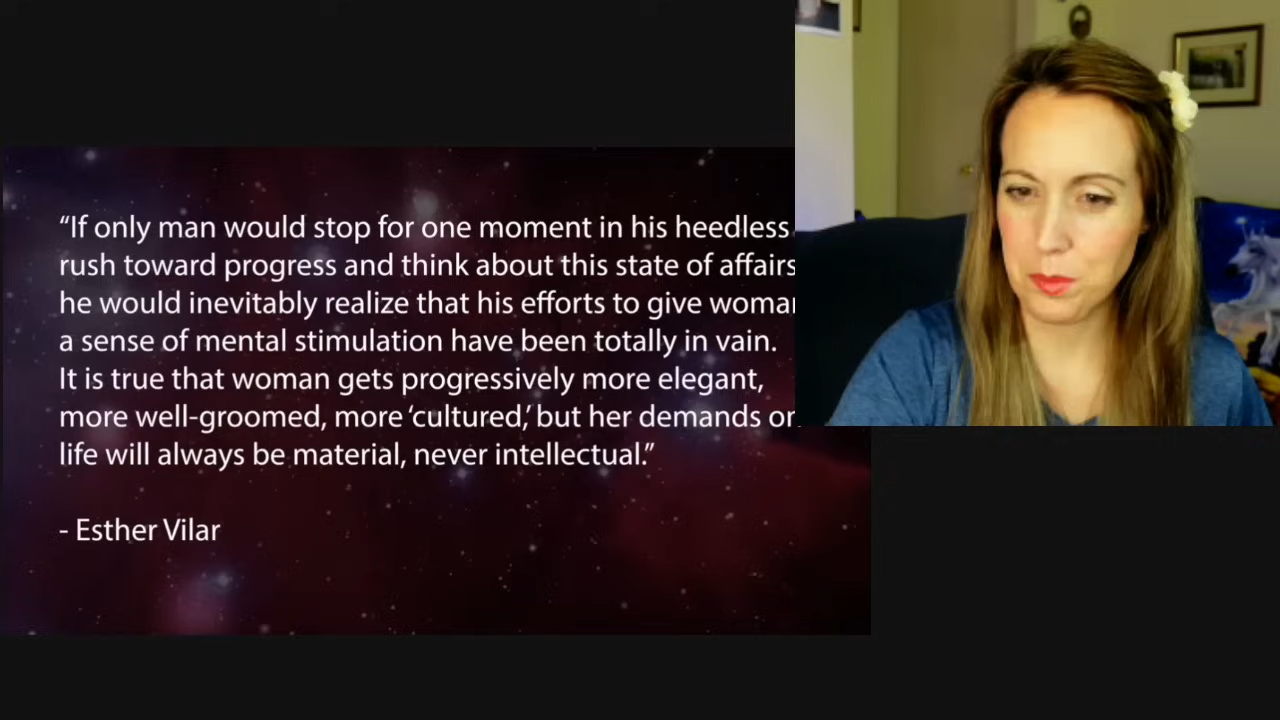 “If only man would stop for one moment in his heedless
rush toward progress and think about this state of affairs
he would inevitably realize that his efforts to give woman
a sense of mental stimulation have been totally in vain.
It is true that woman gets progressively more elegant,
more well-groomed, more ‘cultured,’ but her demands on
life will always be material, never intellectual.”
- Esther Vilar